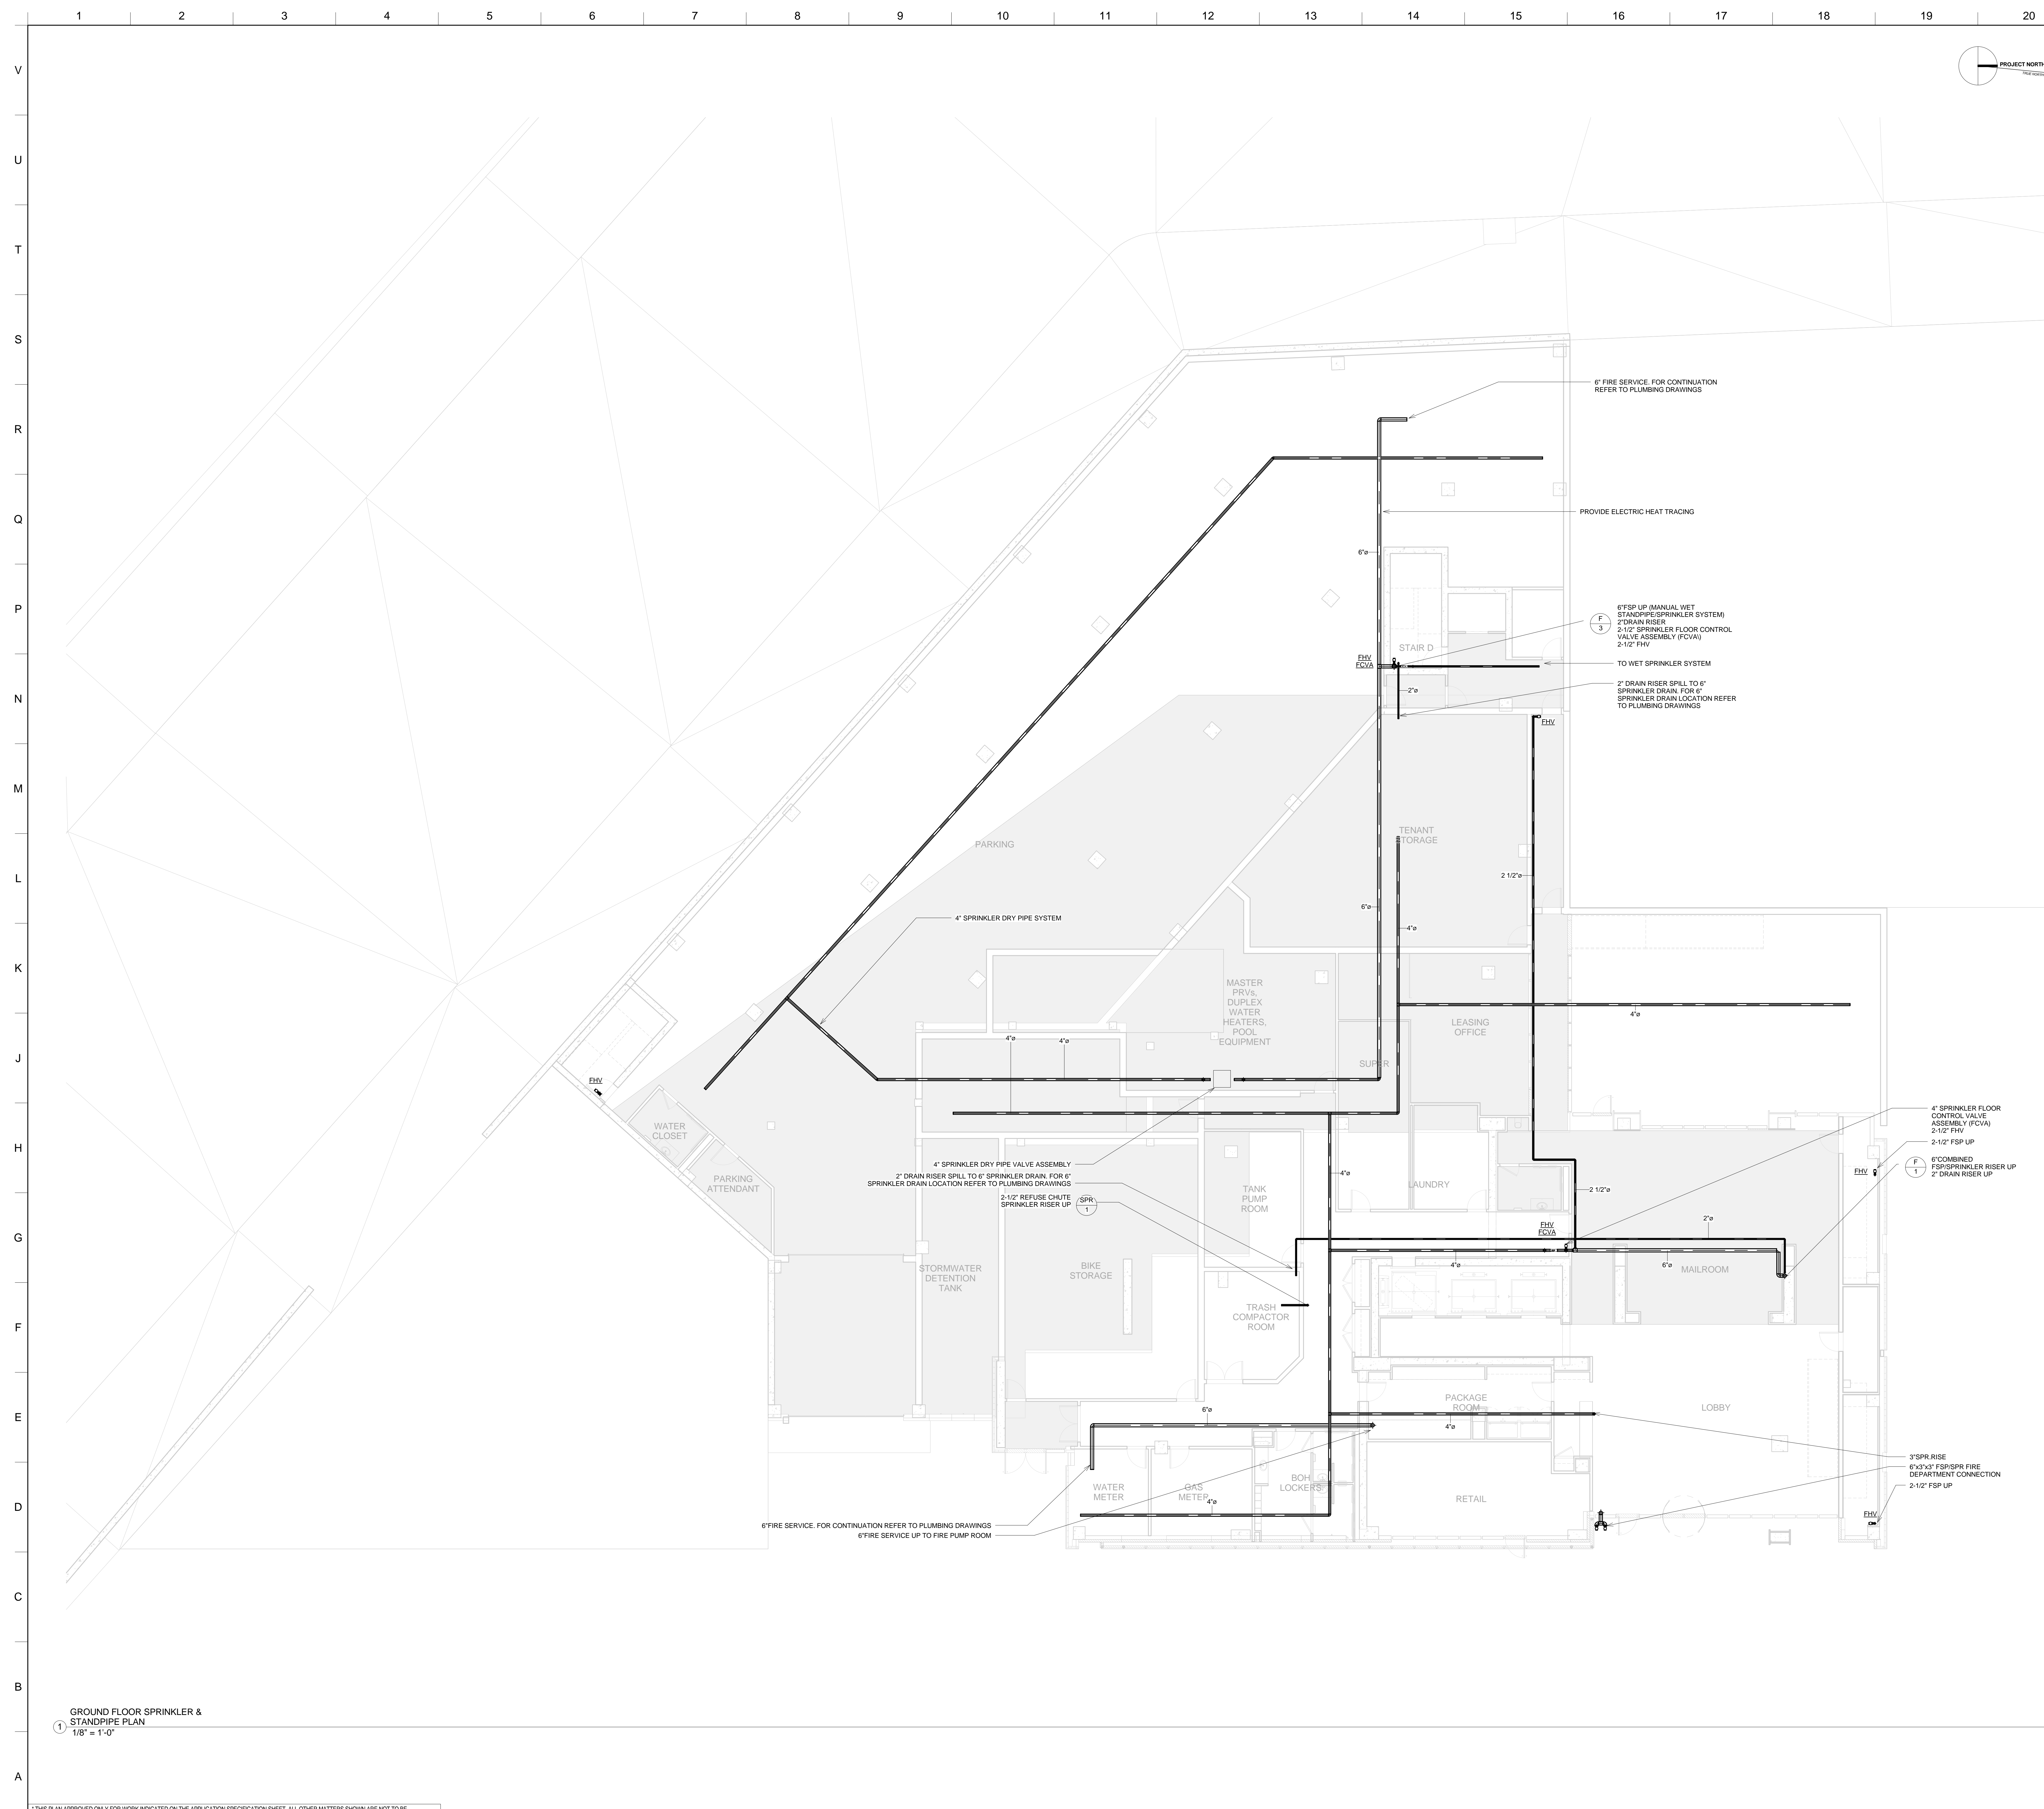 1 2 3 4 5 6 7 8 9 10 11 12 13 14 15 16 17 18 19 20
V
U
T
S
R
Q
P
N
M
L
K
J
H
G
F
E
D
C
B
A
PROJECT NORTH
6" FIRE SERVICE. FOR CONTINUATION
REFER TO PLUMBING DRAWINGS
PROVIDE ELECTRIC HEAT TRACING
6"ø
F
3
6"FSP UP (MANUAL WET
STANDPIPE/SPRINKLER SYSTEM)
2"DRAIN RISER
2-1/2" SPRINKLER FLOOR CONTROL
VALVE ASSEMBLY (FCVA\)
2-1/2" FHV
STAIR D
FHV
FCVA
TO WET SPRINKLER SYSTEM
2"ø
2" DRAIN RISER SPILL TO 6"
SPRINKLER DRAIN. FOR 6"
SPRINKLER DRAIN LOCATION REFER
TO PLUMBING DRAWINGS
FHV
PARKING
TENANT
STORAGE
2 1/2"ø
6"ø
4"ø
4" SPRINKLER DRY PIPE SYSTEM
MASTER
PRVs,
DUPLEX
WATER
HEATERS,
POOL
EQUIPMENT
LEASING
OFFICE
4"ø
4"ø
4"ø
SUPER
FHV
WATER
CLOSET
PARKING
ATTENDANT
4" SPRINKLER DRY PIPE VALVE ASSEMBLY
2" DRAIN RISER SPILL TO 6" SPRINKLER DRAIN. FOR 6"
SPRINKLER DRAIN LOCATION REFER TO PLUMBING DRAWINGS
2-1/2" REFUSE CHUTE
SPRINKLER RISER UP
SPR
1
TANK
PUMP
ROOM
4"ø
LAUNDRY
2 1/2"ø
4" SPRINKLER FLOOR
CONTROL VALVE
ASSEMBLY (FCVA)
2-1/2" FHV
2-1/2" FSP UP
FHV
F
1
6"COMBINED
FSP/SPRINKLER RISER UP
2" DRAIN RISER UP
FHV
FCVA
2"ø
4"ø
6"ø
MAILROOM
STORMWATER
DETENTION
TANK
BIKE
STORAGE
TRASH
COMPACTOR
ROOM
PACKAGE
ROOM
LOBBY
6"ø
4"ø
3"SPR.RISE
6"x3"x3" FSP/SPR FIRE
DEPARTMENT CONNECTION
2-1/2" FSP UP
FHV
WATER
METER
GAS
METER
4"ø
BOH
LOCKERS
RETAIL
6"FIRE SERVICE. FOR CONTINUATION REFER TO PLUMBING DRAWINGS
6"FIRE SERVICE UP TO FIRE PUMP ROOM
1
GROUND FLOOR SPRINKLER &
STANDPIPE PLAN
1/8" = 1'-0"